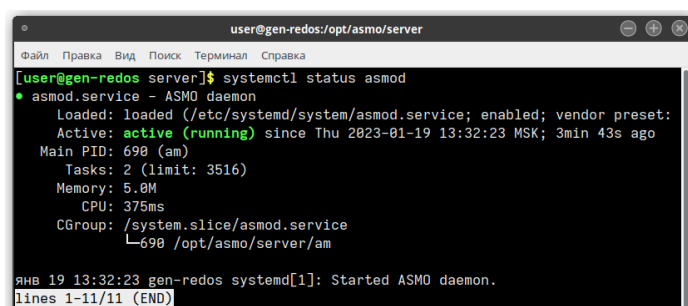 user@gen-redos:/opt/asmo/server
Файл Правка Вид Поиск Терминал Справка
[user@gen-redos server]$ systemctl status asmod
● asmod.service - ASMO daemon
Loaded: loaded (/etc/systemd/system/asmod.service; enabled; vendor preset:
Active: active (running) since Thu 2023-01-19 13:32:23 MSK; 3min 43s ago
Main PID: 690 (am)
Tasks: 2 (limit: 3516)
Memory: 5.0M
CPU: 375ms
CGroup: /system.slice/asmod.service
└─690 /opt/asmo/server/am
янв 19 13:32:23 gen-redos systemd[1]: Started ASMO daemon.
lines 1-11/11 (END)